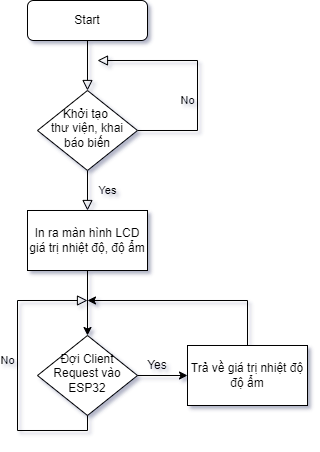 Start
Khởi tạo
thư viện, khai
báo biến
No
Yes
In ra màn hình LCD
giá trị nhiệt độ, độ ẩm
Đợi Client
Request vào
ESP32
No
Yes
Trả về giá trị nhiệt độ
độ ẩm